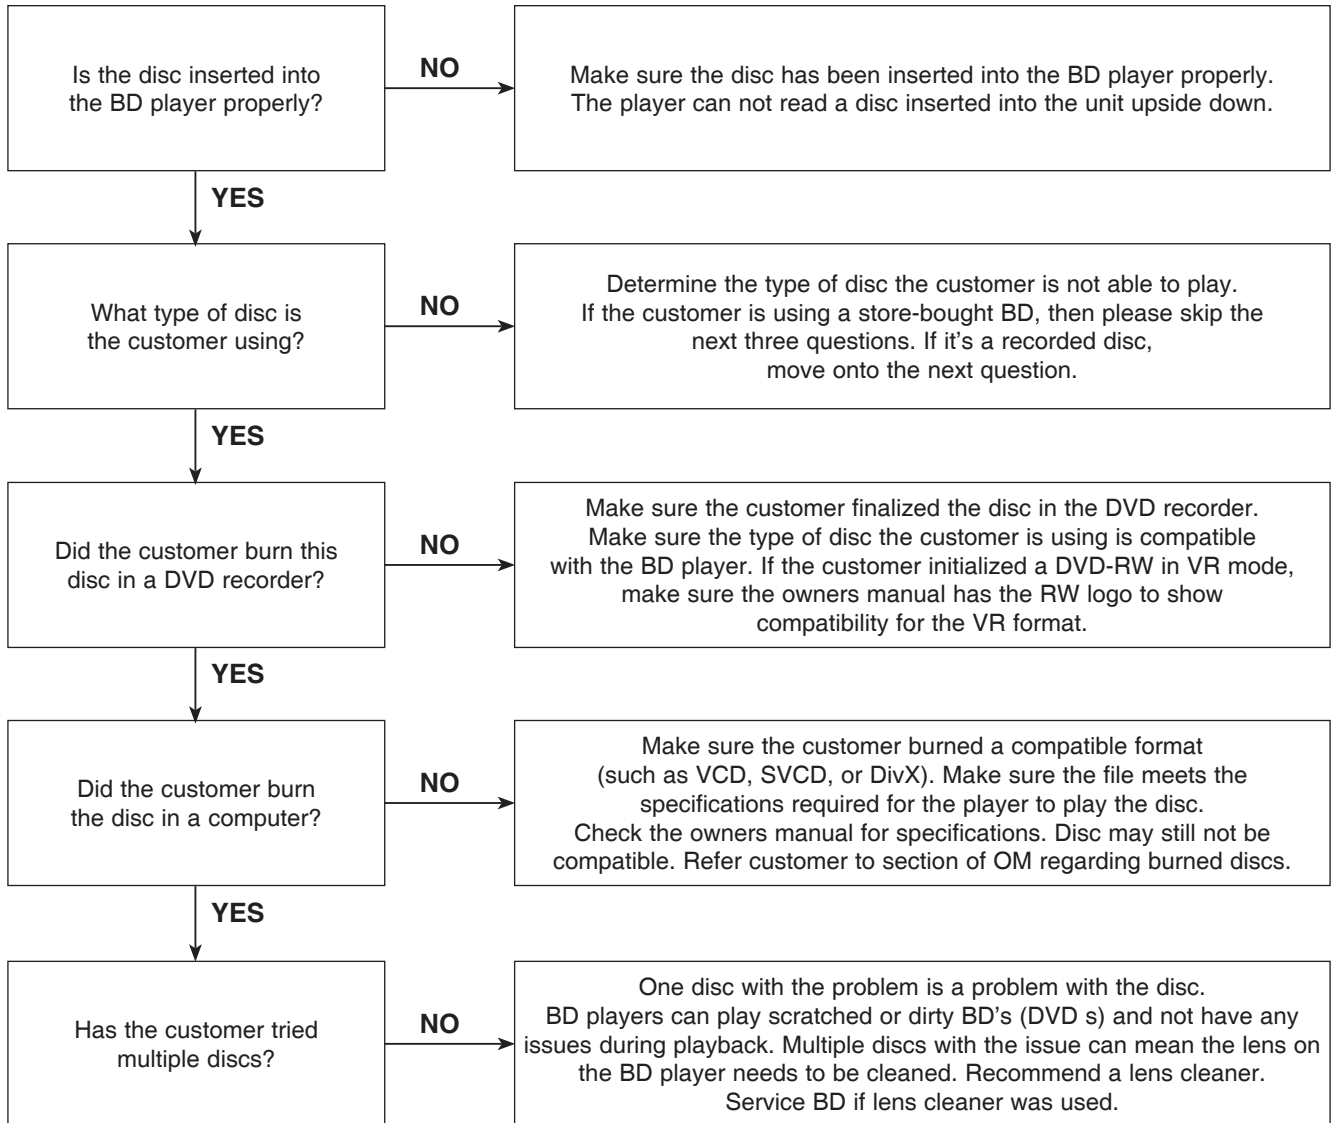 Is the disc inserted into
the BD player properly?
NO
Make sure the disc has been inserted into the BD player properly.
The player can not read a disc inserted into the unit upside down.
YES
What type of disc is
the customer using?
NO
Determine the type of disc the customer is not able to play.
If the customer is using a store-bought BD, then please skip the
next three questions. If it's a recorded disc,
move onto the next question.
YES
Did the customer burn this
disc in a DVD recorder?
NO
Make sure the customer finalized the disc in the DVD recorder.
Make sure the type of disc the customer is using is compatible
with the BD player. If the customer initialized a DVD-RW in VR mode,
make sure the owners manual has the RW logo to show
compatibility for the VR format.
YES
Did the customer burn
the disc in a computer?
NO
Make sure the customer burned a compatible format
(such as VCD, SVCD, or DivX). Make sure the file meets the
specifications required for the player to play the disc.
Check the owners manual for specifications. Disc may still not be
compatible. Refer customer to section of OM regarding burned discs.
YES
Has the customer tried
multiple discs?
NO
One disc with the problem is a problem with the disc.
BD players can play scratched or dirty BD's (DVD s) and not have any
issues during playback. Multiple discs with the issue can mean the lens on
the BD player needs to be cleaned. Recommend a lens cleaner.
Service BD if lens cleaner was used.